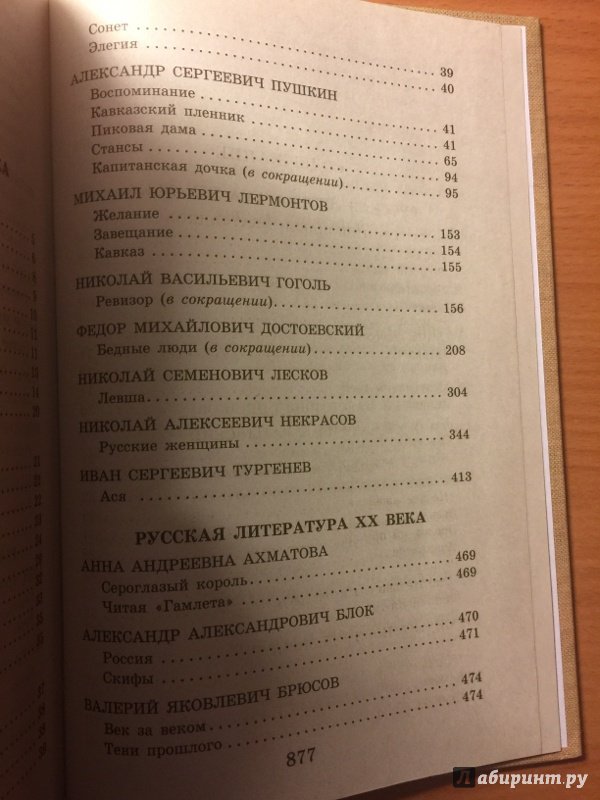 Сонет . . . . . . . . . . . . . . . . . . . . . . . . . . . . . . 39
Элегия . . . . . . . . . . . . . . . . . . . . . . . . . . . . . 40
АЛЕКСАНДР СЕРГЕЕВИЧ ПУШКИН
Воспоминание . . . . . . . . . . . . . . . . . . . . . . . . 41
Кавказский пленник . . . . . . . . . . . . . . . . . . . . 41
Пиковая дама . . . . . . . . . . . . . . . . . . . . . . . . 65
Стансы . . . . . . . . . . . . . . . . . . . . . . . . . . . . 94
Капитанская дочка (в сокращении) . . . . . . . . . . 95
МИХАИЛ ЮРЬЕВИЧ ЛЕРМОНТОВ
Желание . . . . . . . . . . . . . . . . . . . . . . . . . . 153
Завещание . . . . . . . . . . . . . . . . . . . . . . . . 154
Кавказ . . . . . . . . . . . . . . . . . . . . . . . . . . . 155
НИКОЛАЙ ВАСИЛЬЕВИЧ ГОГОЛЬ
Ревизор (в сокращении) . . . . . . . . . . . . . . . . 156
ФЕДОР МИХАЙЛОВИЧ ДОСТОЕВСКИЙ
Бедные люди (в сокращении) . . . . . . . . . . . . . 208
НИКОЛАЙ СЕМЕНОВИЧ ЛЕСКОВ
Левша . . . . . . . . . . . . . . . . . . . . . . . . . . . 304
НИКОЛАЙ АЛЕКСЕЕВИЧ НЕКРАСОВ
Русские женщины . . . . . . . . . . . . . . . . . . . . 344
ИВАН СЕРГЕЕВИЧ ТУРГЕНЕВ
Ася . . . . . . . . . . . . . . . . . . . . . . . . . . . . . 413
РУССКАЯ ЛИТЕРАТУРА XX ВЕКА
АННА АНДРЕЕВНА АХМАТОВА
Сероглазый король . . . . . . . . . . . . . . . . . . . 469
Читая «Гамлета» . . . . . . . . . . . . . . . . . . . . . 469
АЛЕКСАНДР АЛЕКСАНДРОВИЧ БЛОК
Россия . . . . . . . . . . . . . . . . . . . . . . . . . . . 470
Скифы . . . . . . . . . . . . . . . . . . . . . . . . . . . 471
ВАЛЕРИЙ ЯКОВЛЕВИЧ БРЮСОВ
Век за веком . . . . . . . . . . . . . . . . . . . . . . . 474
Тени прошлого . . . . . . . . . . . . . . . . . . . . . . 474
877
Лабиринт.ру